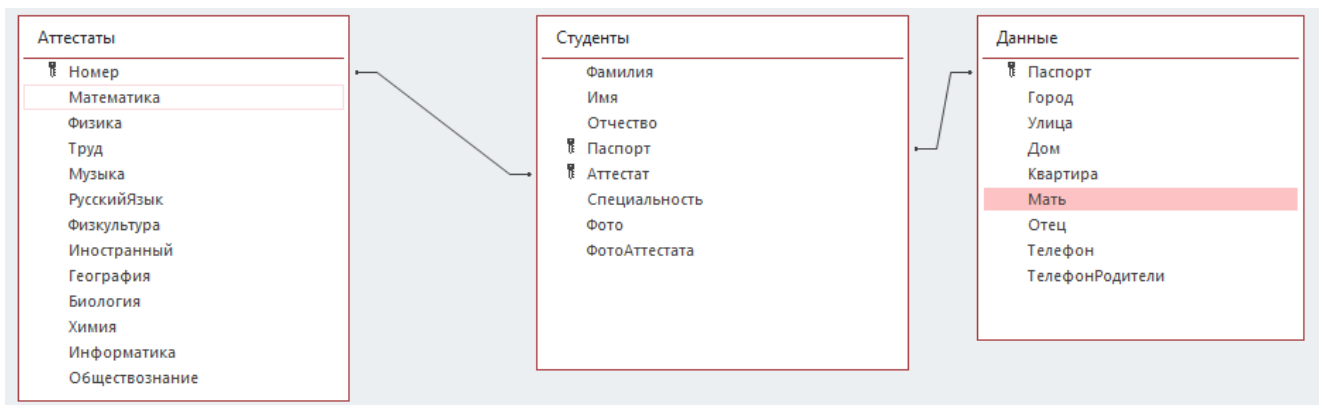 Аттестаты
Номер
Математика
Физика
Труд
Музыка
РусскийЯзык
Физкультура
Иностранный
География
Биология
Химия
Информатика
Обществознание
Студенты
Фамилия
Имя
Отчество
Паспорт
Аттестат
Специальность
Фото
ФотоАттестата
Данные
Паспорт
Город
Улица
Дом
Квартира
Мать
Отец
Телефон
ТелефонРодители